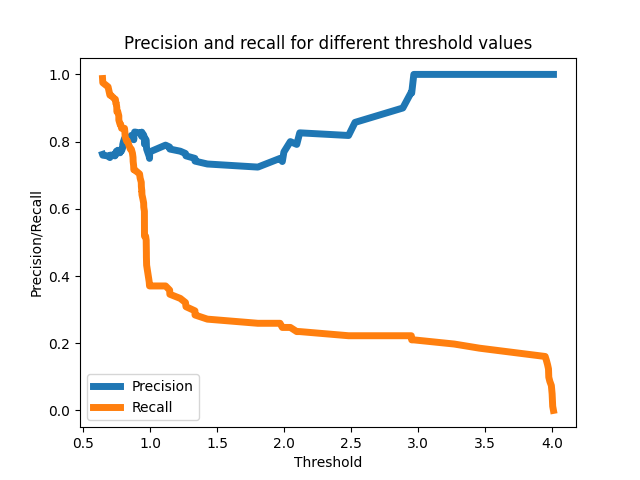 Precision and recall for different threshold values
Precision/Recall
1.0
0.8
0.6
0.4
0.2
0.0
Precision
Recall
0.5 1.0 1.5 2.0 2.5 3.0 3.5 4.0
Threshold